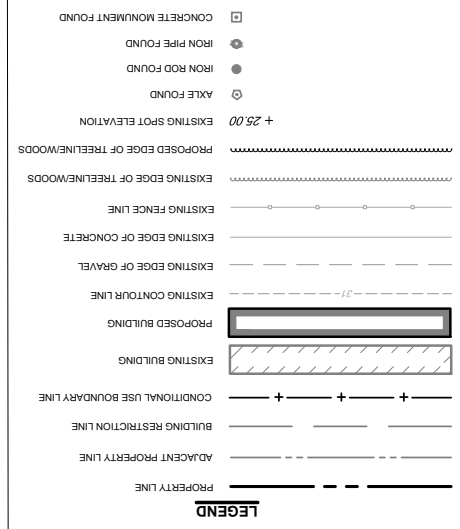 LEGEND
PROPERTY LINE
ADJACENT PROPERTY LINE
BUILDING RESTRICTION LINE
CONDITIONAL USE BOUNDARY LINE
EXISTING BUILDING
PROPOSED BUILDING
31 EXISTING CONTOUR LINE
EXISTING EDGE OF GRAVEL
EXISTING EDGE OF CONCRETE
EXISTING FENCE LINE
EXISTING EDGE OF TREELINE/WOODS
PROPOSED EDGE OF TREELINE/WOODS
+ 25.00 EXISTING SPOT ELEVATION
AXLE FOUND
IRON ROD FOUND
IRON PIPE FOUND
CONCRETE MONUMENT FOUND